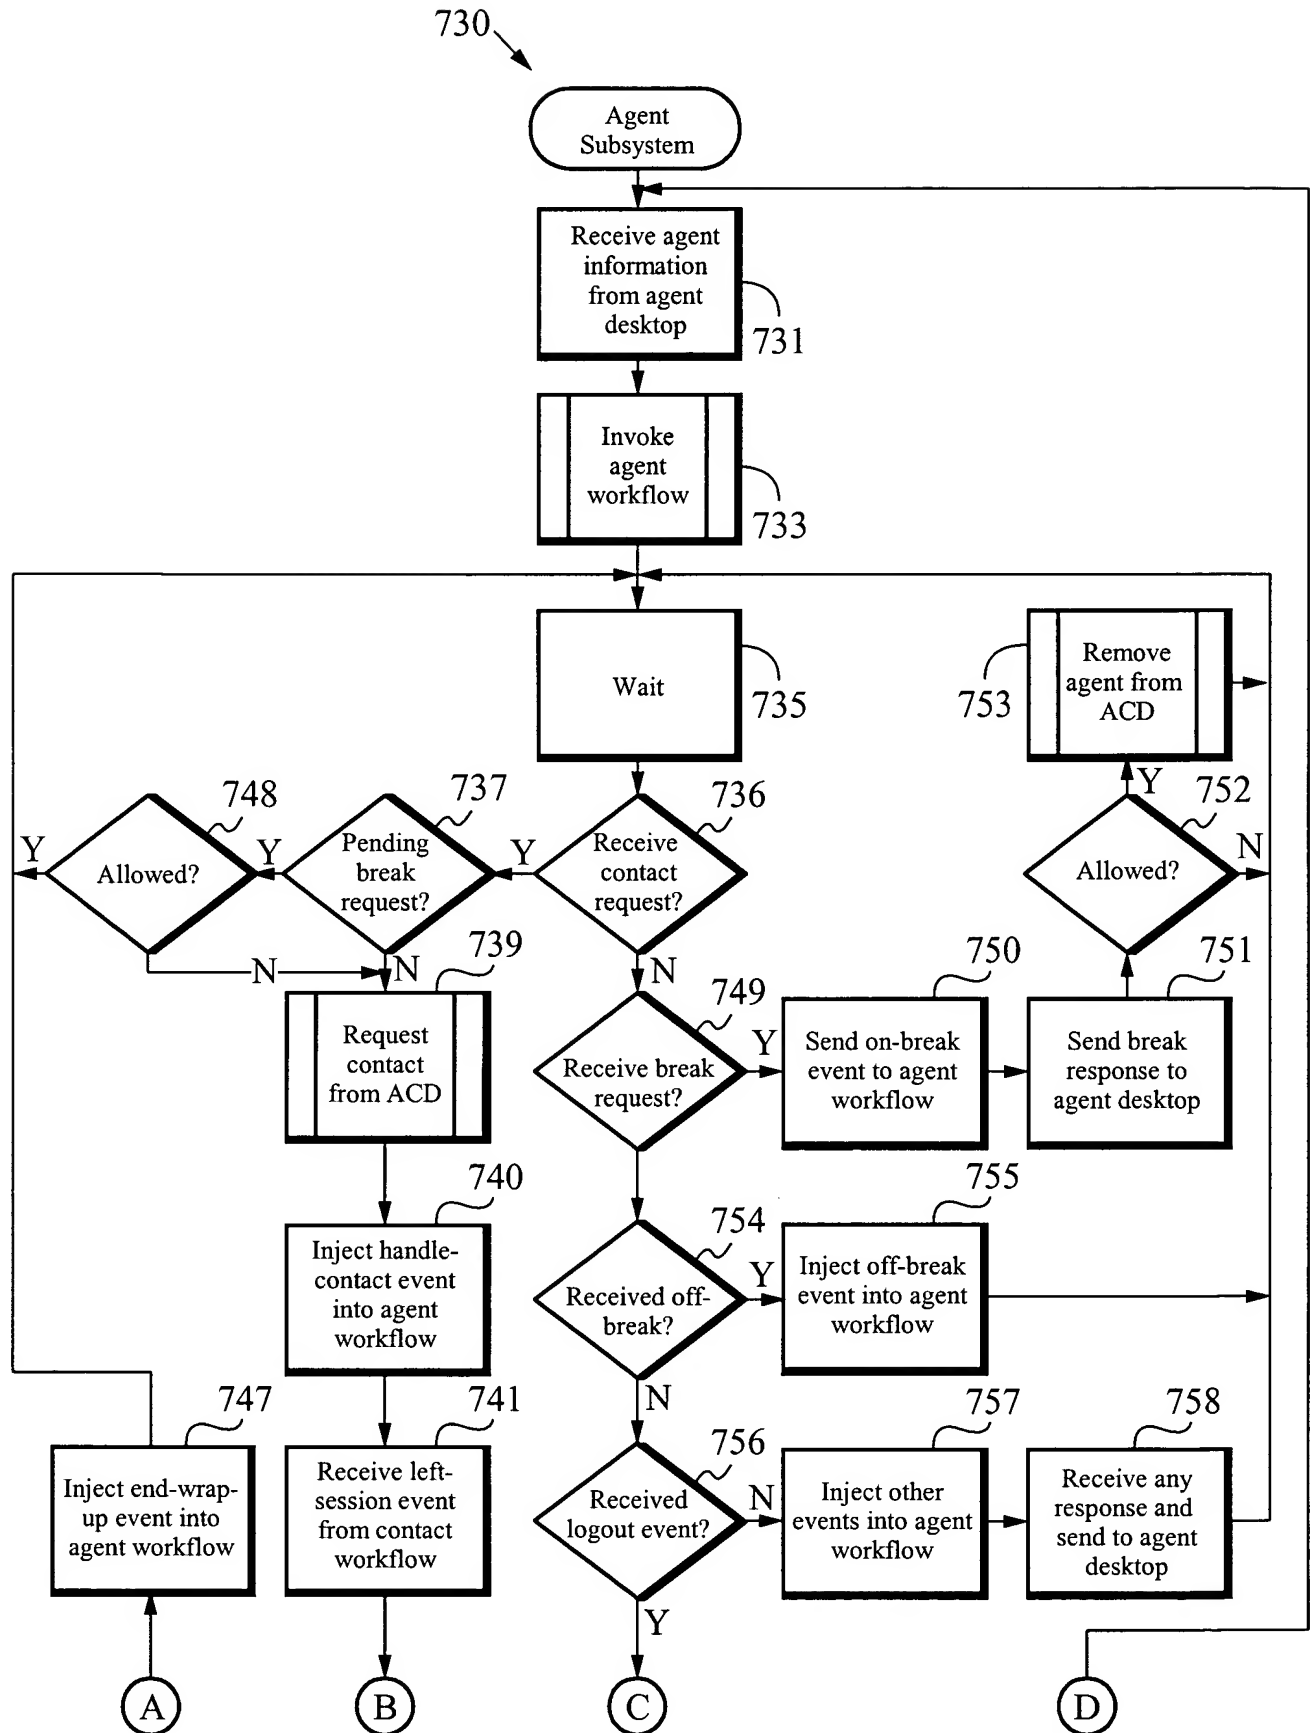 730
Agent
Subsystem
Receive agent
information
from agent
desktop
731
Invoke
agent
workflow
733
Wait
735
Remove
agent from
ACD
753
748
Allowed?
Y
N
737
Pending
break
request?
Y
N
736
Receive
contact
request?
Y
N
752
Allowed?
Y
N
739
Request
contact
from ACD
749
Receive break
request?
Y
750
Send on-break
event to agent
workflow
751
Send break
response to
agent desktop
740
Inject handle-
contact event
into agent
workflow
754
Received off-
break?
Y
N
755
Inject off-break
event into agent
workflow
747
Inject end-wrap-
up event into
agent workflow
741
Receive left-
session event
from contact
workflow
756
Received
logout event?
N
Y
757
Inject other
events into agent
workflow
758
Receive any
response and
send to agent
desktop
A
B
C
D